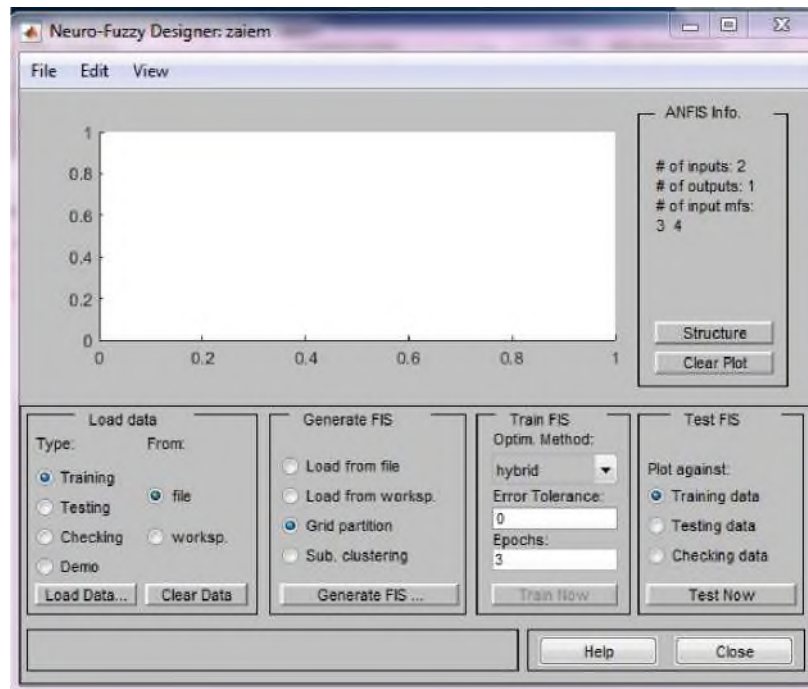 Neuro-Fuzzy Designer: zaiem
File Edit View
ANFIS Info.
# of inputs: 2
# of outputs: 1
# of input mfs:
3 4
Structure
Clear Plot
1
0.8
0.6
0.4
0.2
0
0 0.2 0.4 0.6 0.8 1
Load data
Type: From:
Training
Testing
Checking
Demo
file
worksp.
Load Data... Clear Data
Generate FIS
Load from file
Load from worksp.
Grid partition
Sub. clustering
Generate FIS ...
Train FIS
Optim. Method:
hybrid
Error Tolerance:
0
Epochs:
3
Train Now
Test FIS
Plot against:
Training data
Testing data
Checking data
Test Now
Help Close